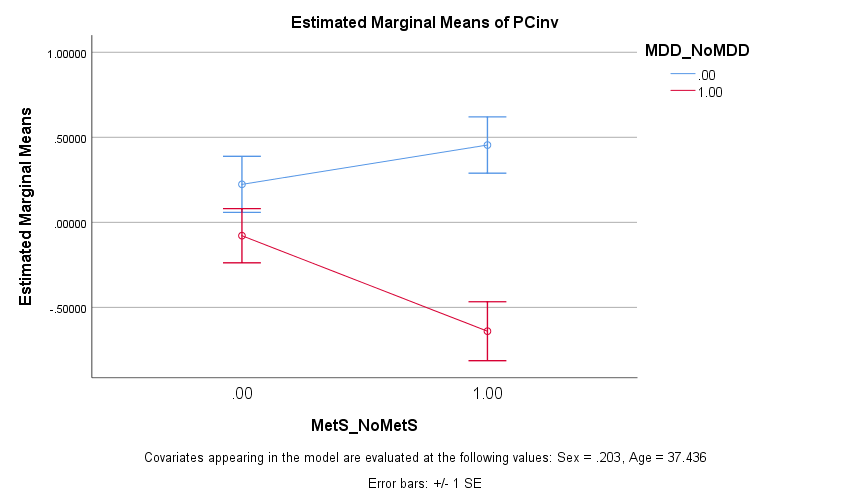 Estimated Marginal Means of PCinv
MDD_NoMDD
.00
1.00
Estimated Marginal Means
1.00000
.50000
.00000
-.50000
.00
1.00
MetS_NoMetS
Covariates appearing in the model are evaluated at the following values: Sex = .203, Age = 37.436
Error bars: +/- 1 SE